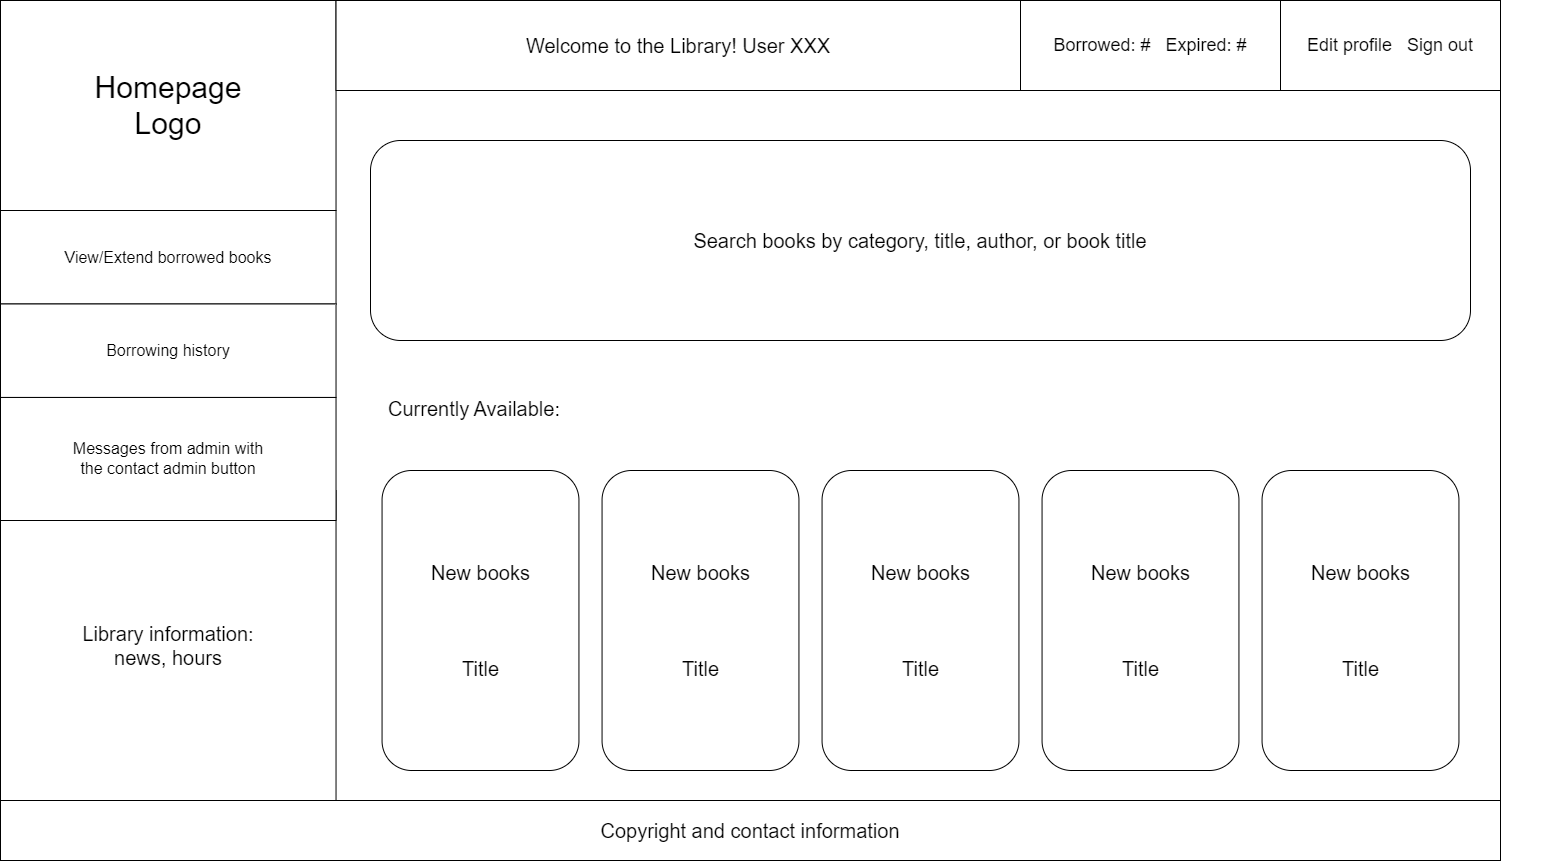 Homepage
Logo
Welcome to the Library! User XXX
Borrowed: # Expired: #
Edit profile Sign out
View/Extend borrowed books
Borrowing history
Messages from admin with
the contact admin button
Library information:
news, hours
Search books by category, title, author, or book title
Currently Available:
New books
Title
New books
Title
New books
Title
New books
Title
New books
Title
Copyright and contact information